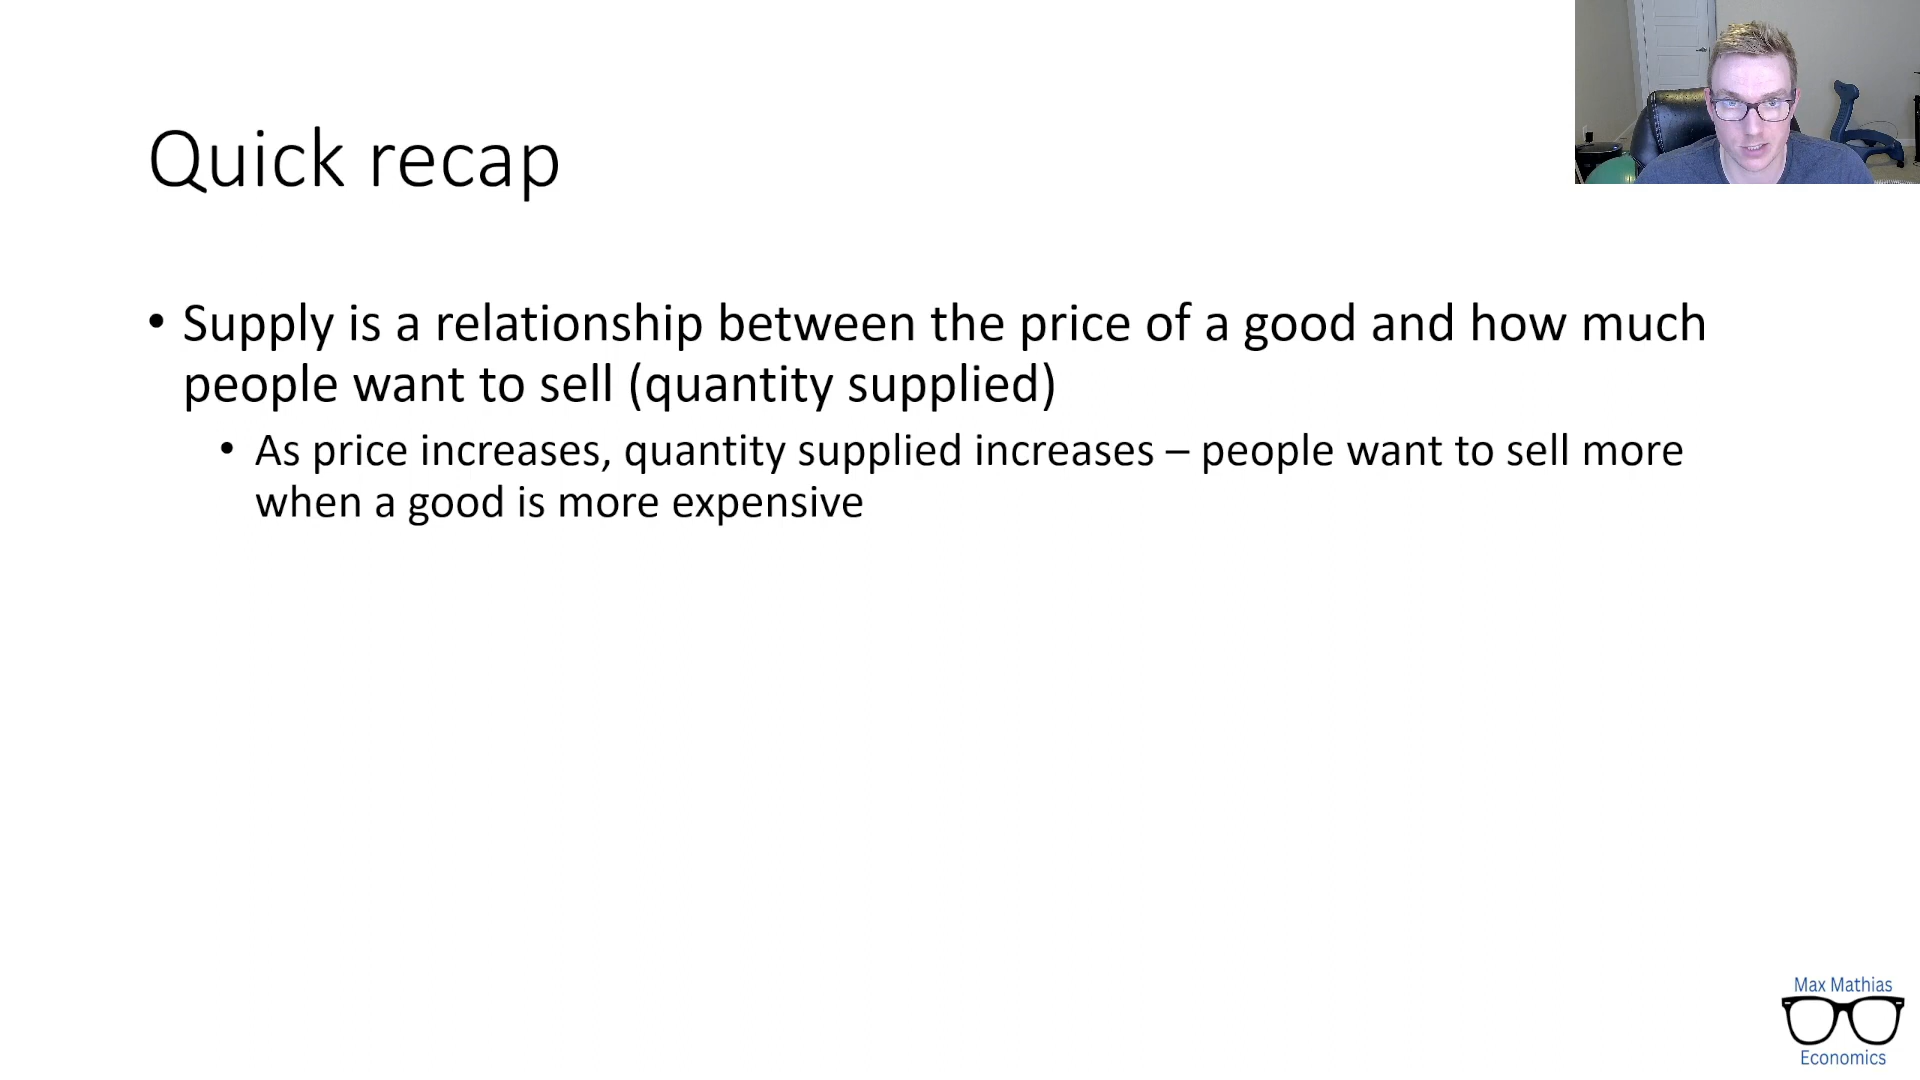 Quick recap
• Supply is a relationship between the price of a good and how much
people want to sell (quantity supplied)
• As price increases, quantity supplied increases – people want to sell more
when a good is more expensive
Max Mathias
Economics